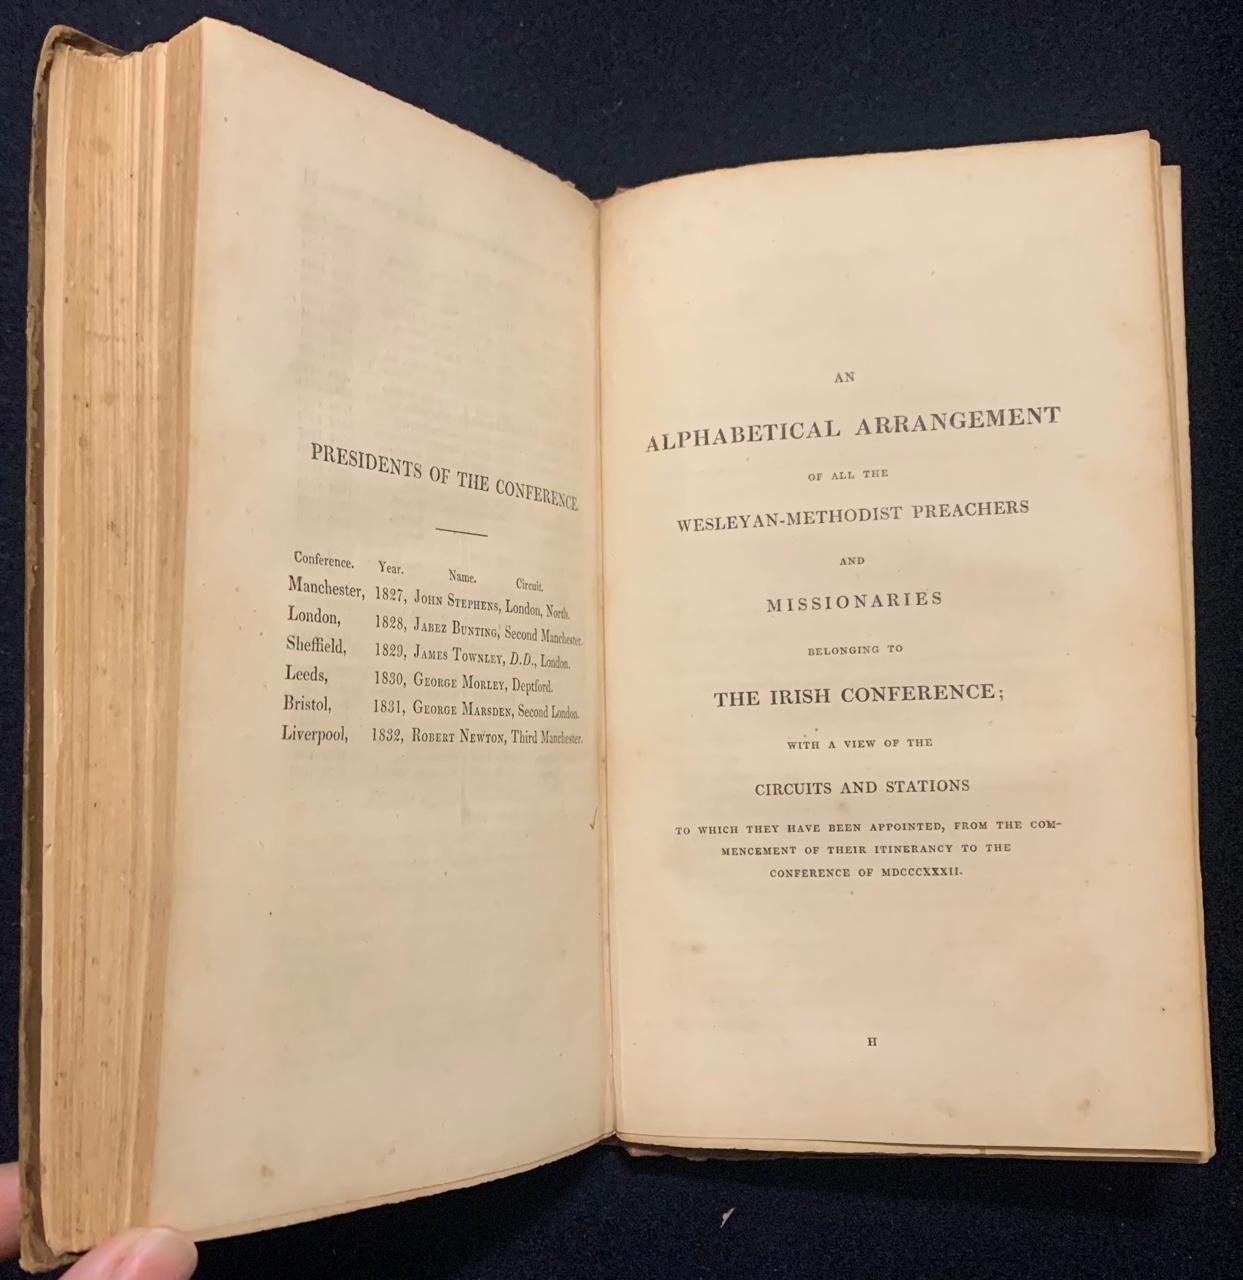 PRESIDENTS OF THE CONFERENCE
Conference. Year. Name. Circuit.
Manchester, 1827, JOHN STEPHENS, London, North.
London, 1828, JABEZ BUNTING, Second Manchester.
Sheffield, 1829, JAMES TOWNLEY, D.D., London.
Leeds, 1830, GEORGE MORLEY, Deptford.
Bristol, 1831, GEORGE MARSDEN, Second London.
Liverpool, 1832, ROBERT NEWTON, Third Manchester.
AN
ALPHABETICAL ARRANGEMENT
OF ALL THE
WESLEYAN-METHODIST PREACHERS
AND
MISSIONARIES
BELONGING TO
THE IRISH CONFERENCE;
WITH A VIEW OF THE
CIRCUITS AND STATIONS
TO WHICH THEY HAVE BEEN APPOINTED, FROM THE COM-
MENCEMENT OF THEIR ITINERANCY TO THE
CONFERENCE OF MDCCCXXXII.
H